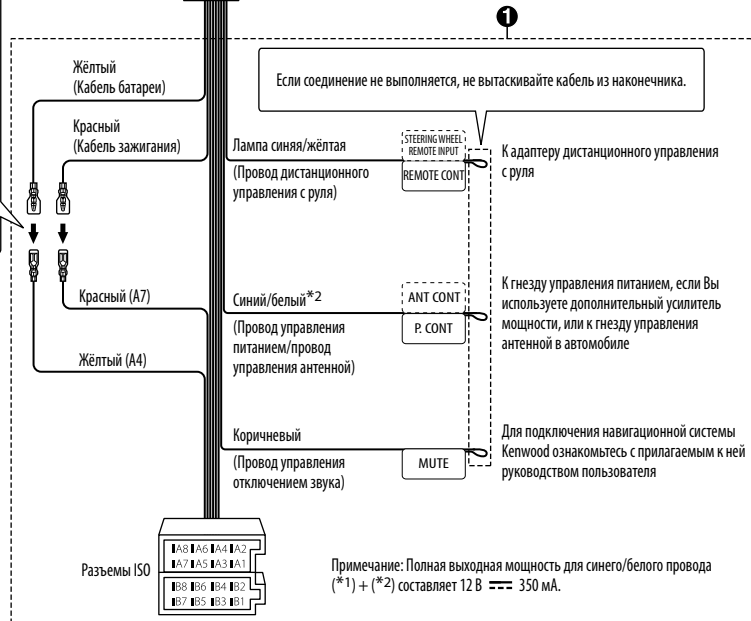 ❶
Жёлтый
(Кабель батареи)
Если соединение не выполняется, не вытаскивайте кабель из наконечника.
Красный
(Кабель зажигания)
Лампа синяя/жёлтая
(Провод дистанционного
управления с руля)
STEERING WHEEL
REMOTE INPUT
REMOTE CONT
К адаптеру дистанционного управления
с руля
Красный (A7)
Жёлтый (A4)
Синий/белый*2
(Провод управления
питанием/провод
управления антенной)
ANT CONT
P. CONT
К гнезду управления питанием, если Вы
используете дополнительный усилитель
мощности, или к гнезду управления
антенной в автомобиле
Коричневый
(Провод управления
отключением звука)
MUTE
Для подключения навигационной системы
Kenwood ознакомьтесь с прилагаемым к ней
руководством пользователя
Разъемы ISO
A8 A6 A4 A2
A7 A5 A3 A1
B8 B6 B4 B2
B7 B5 B3 B1
Примечание: Полная выходная мощность для синего/белого провода
(*1) + (*2) составляет 12 В ⎓ 350 мА.